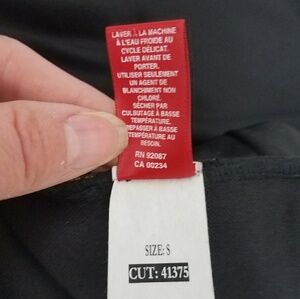 LAVER À LA MACHINE
À L'EAU FROIDE AU
CYCLE DÉLICAT.
LAVER AVANT DE
PORTER.
UTILISER SEULEMENT
UN AGENT DE
BLANCHIMENT NON
CHLORÉ.
SÉCHER PAR
CULBUTAGE À BASSE
TEMPÉRATURE.
REPASSER À BASSE
TEMPÉRATURE AU
BESOIN.
RN 92087
CA 00234
SIZE: S
CUT: 41375